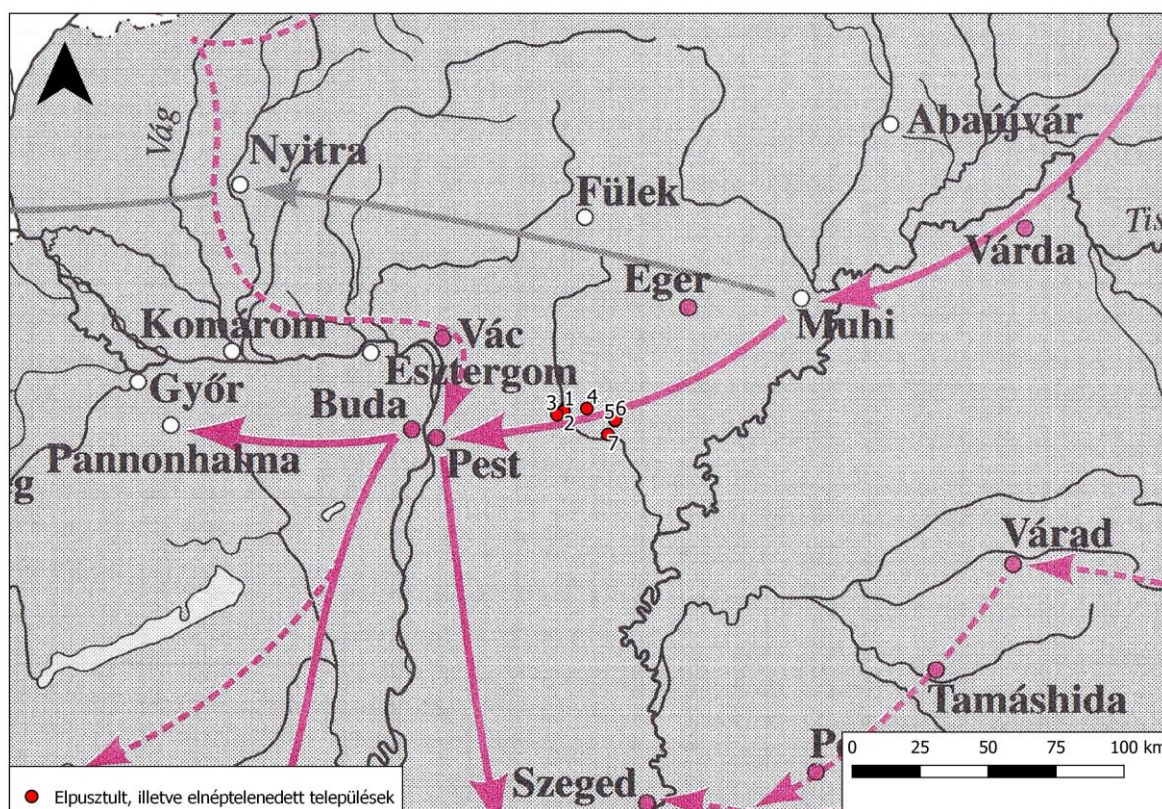 Vág
Nyitra
Abaújvár
Fülek
Várda
Tis
Eger
Muhi
Komárom
Vác
Esztergom
Győr
Buda
Pannonhalma
Pest
g
3
1
2
4
5
6
7
Várad
Tamáshida
Szeged
0 25 50 75 100 km
Elpusztult, illetve elnéptelenedett települések